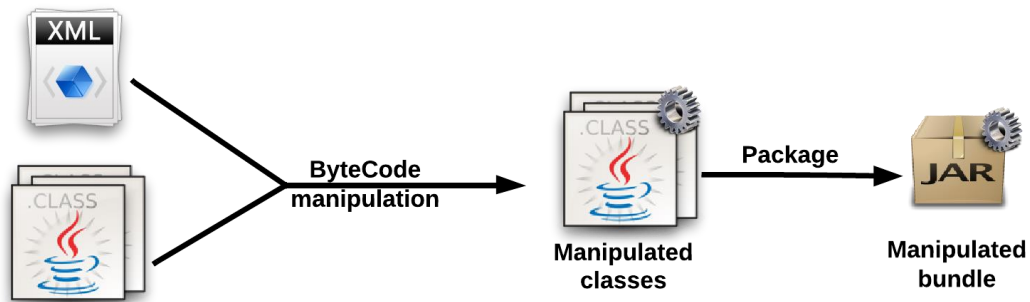 XML
.CLASS
ByteCode
manipulation
.CLASS
Manipulated
classes
Package
JAR
Manipulated
bundle